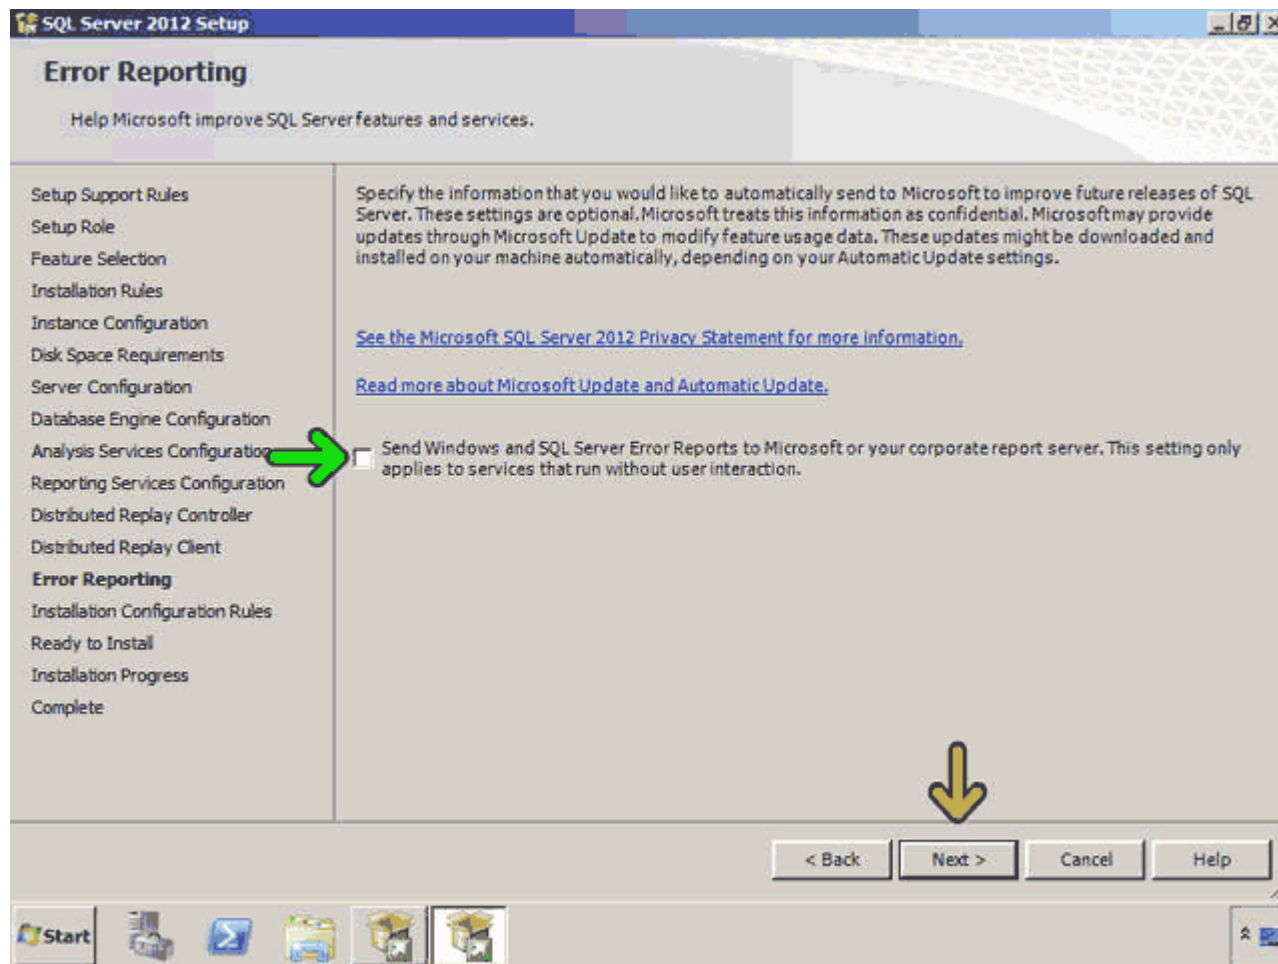 SQL Server 2012 Setup
Error Reporting
Help Microsoft improve SQL Server features and services.
Setup Support Rules
Setup Role
Feature Selection
Installation Rules
Instance Configuration
Disk Space Requirements
Server Configuration
Database Engine Configuration
Analysis Services Configuration
Reporting Services Configuration
Distributed Replay Controller
Distributed Replay Client
Error Reporting
Installation Configuration Rules
Ready to Install
Installation Progress
Complete
Specify the information that you would like to automatically send to Microsoft to improve future releases of SQL
Server. These settings are optional. Microsoft treats this information as confidential. Microsoft may provide
updates through Microsoft Update to modify feature usage data. These updates might be downloaded and
installed on your machine automatically, depending on your Automatic Update settings.
See the Microsoft SQL Server 2012 Privacy Statement for more information.
Read more about Microsoft Update and Automatic Update.
Send Windows and SQL Server Error Reports to Microsoft or your corporate report server. This setting only
applies to services that run without user interaction.
< Back
Next >
Cancel
Help
Start